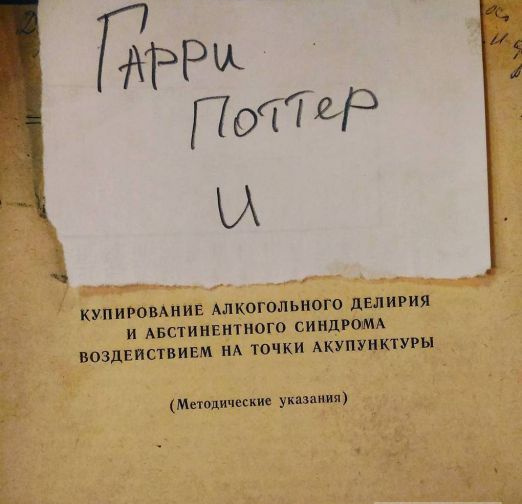 Гарри
Поттер
и
КУПИРОВАНИЕ АЛКОГОЛЬНОГО ДЕЛИРИЯ
И АБСТИНЕНТНОГО СИНДРОМА
ВОЗДЕЙСТВИЕМ НА ТОЧКИ АКУПУНКТУРЫ
(Методические указания)